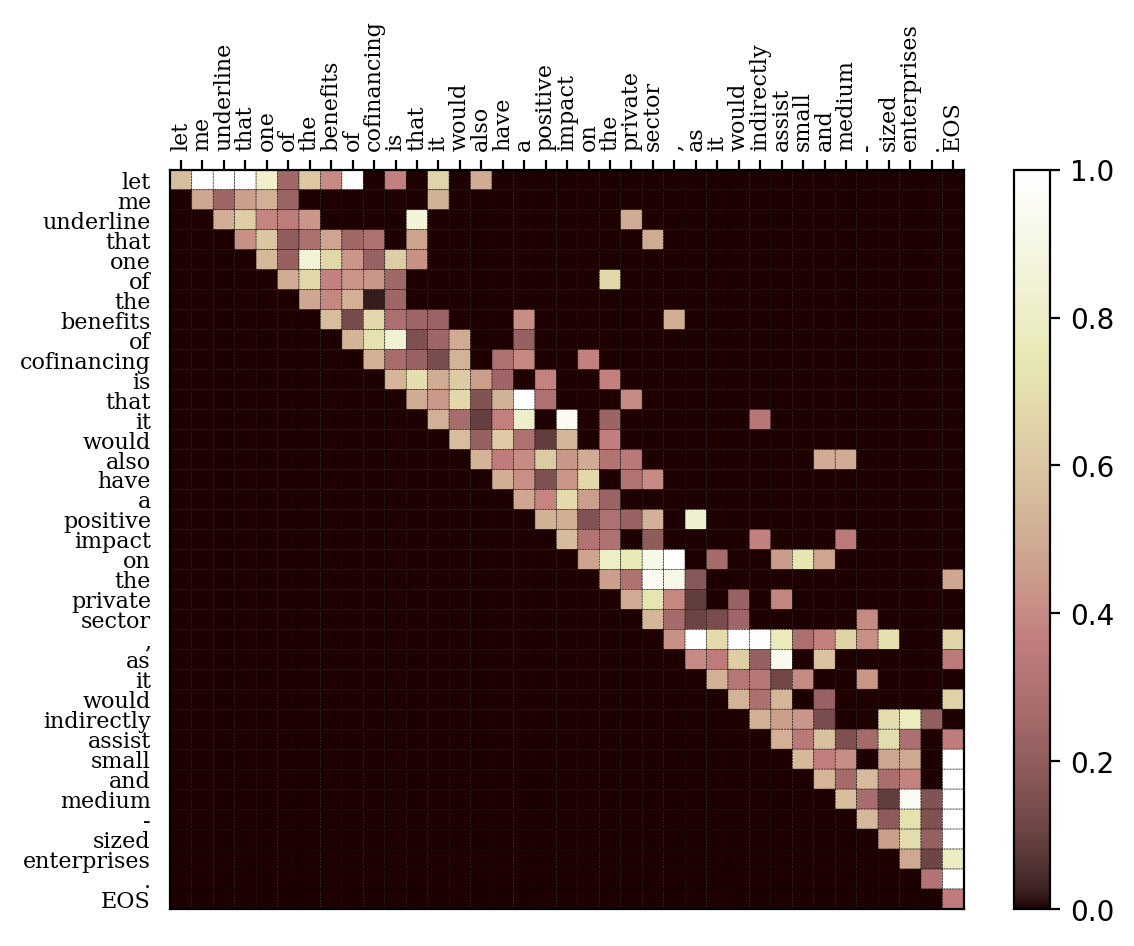 let
me
underline
that
one
of
the
benefits
of
cofinancing
is
that
it
would
also
have
a
positive
impact
on
the
private
sector
,
as
it
would
indirectly
assist
small
and
medium
-
sized
enterprises
.
EOS
let
me
underline
that
one
of
the
benefits
of
cofinancing
is
that
it
would
also
have
a
positive
impact
on
the
private
sector
,
as
it
would
indirectly
assist
small
and
medium
-
sized
enterprises
.
EOS
1.0
0.8
0.6
0.4
0.2
0.0